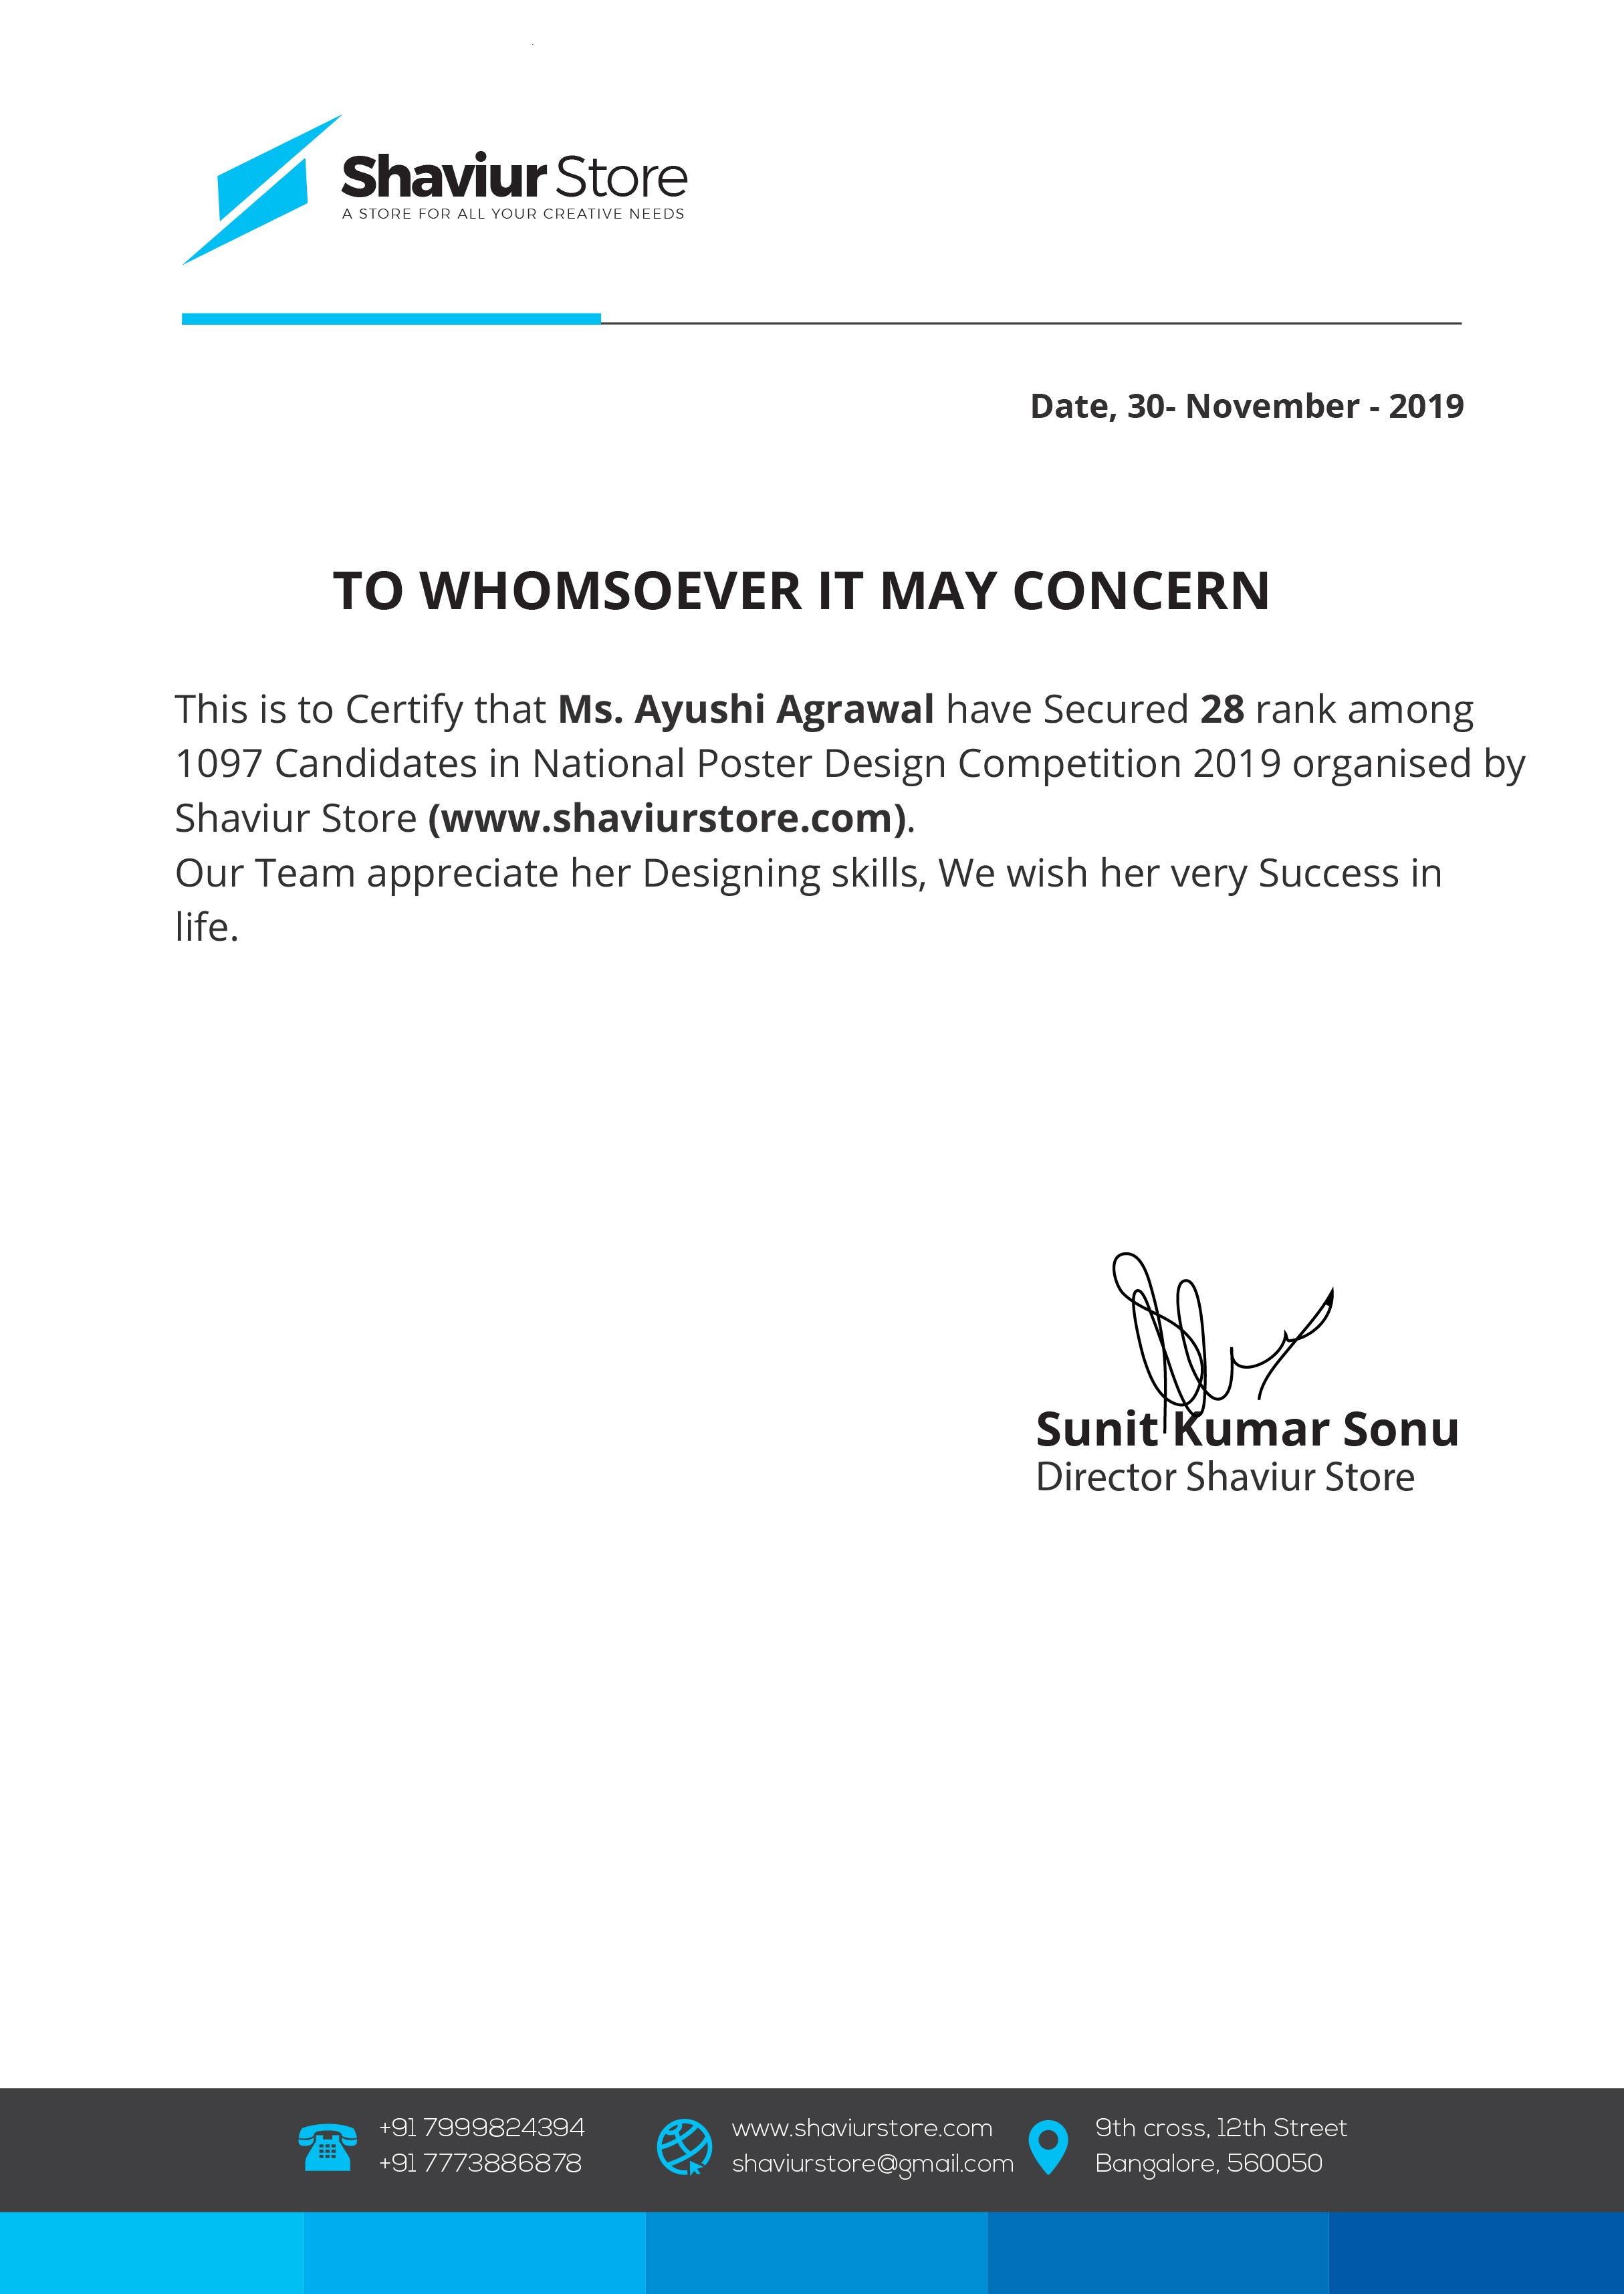 Shaviur Store
A STORE FOR ALL YOUR CREATIVE NEEDS
Date, 30- November - 2019
TO WHOMSOEVER IT MAY CONCERN
This is to Certify that Ms. Ayushi Agrawal have Secured 28 rank among
1097 Candidates in National Poster Design Competition 2019 organised by
Shaviur Store (www.shaviurstore.com).
Our Team appreciate her Designing skills, We wish her very Success in
life.
Sunit Kumar Sonu
Director Shaviur Store
+91 7999824394
+91 7773886878
www.shaviurstore.com
shaviurstore@gmail.com
9th cross, 12th Street
Bangalore, 560050